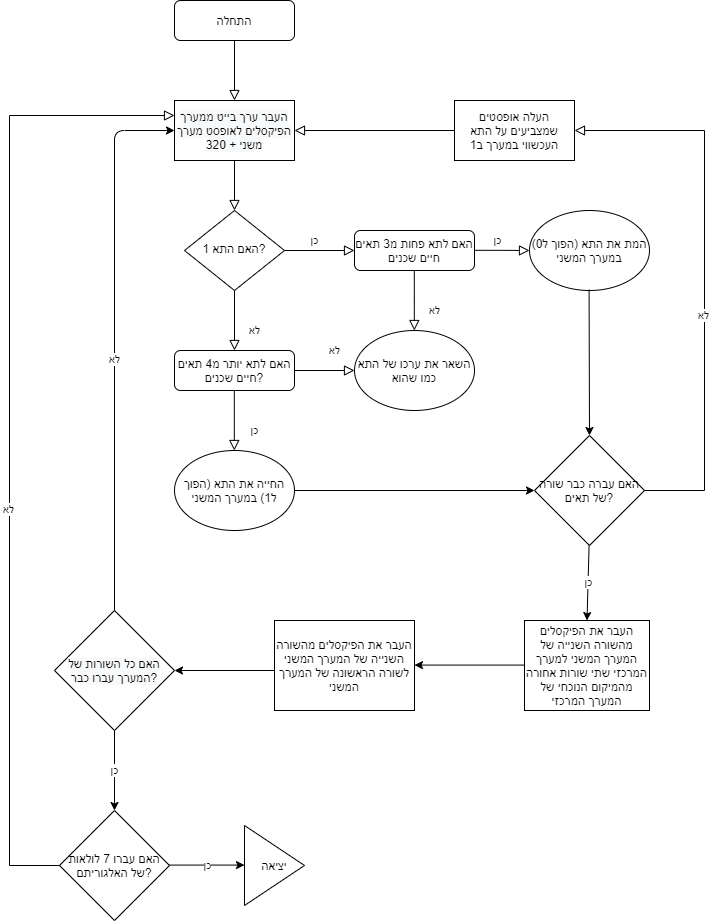 התחלה
העבר ערך בייט ממערך
הפיקסלים לאופסט מערך
משני + 320
העלה אופסטים
שמצביעים על התא
העכשווי במערך ב1
האם התא 1?
כן
האם לתא פחות מ3 תאים
חיים שכנים
כן
המת את התא (הפוך ל0)
במערך המשני
לא
לא
לא
האם לתא יותר מ4 תאים
חיים שכנים?
לא
השאר את ערכו של התא
כמו שהוא
לא
כן
החייה את התא (הפוך
ל1) במערך המשני
האם עברה כבר שורה
של תאים?
לא
כן
העבר את הפיקסלים
מהשורה השנייה של
המערך המשני למערך
המרכזי שתי שורות אחורה
מהמיקום הנוכחי של
המערך המרכזי
העבר את הפיקסלים מהשורה
השנייה של המערך המשני
לשורה הראשונה של המערך
המשני
האם כל השורות של
המערך עברו כבר?
כן
האם עברו 7 לולאות
של האלגוריתם?
כן
יציאה